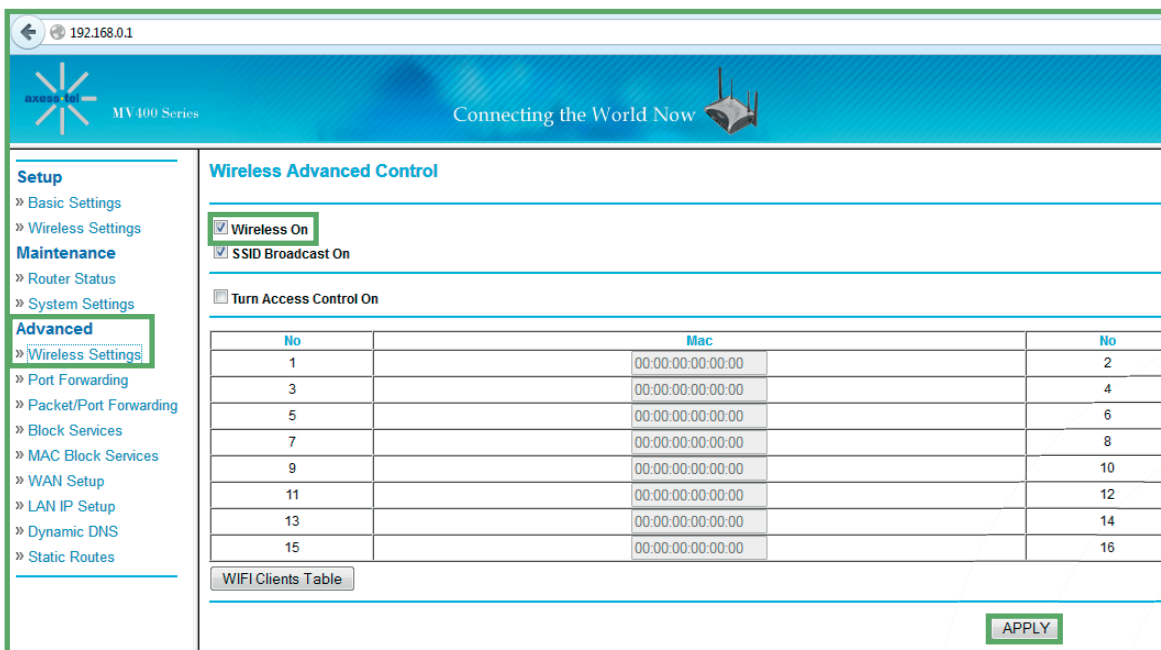 192.168.0.1
axess-tel
MV400 Series
Connecting the World Now
Setup
» Basic Settings
» Wireless Settings
Maintenance
» Router Status
» System Settings
Advanced
» Wireless Settings
» Port Forwarding
» Packet/Port Forwarding
» Block Services
» MAC Block Services
» WAN Setup
» LAN IP Setup
» Dynamic DNS
» Static Routes
Wireless Advanced Control
Wireless On
SSID Broadcast On
Turn Access Control On
No Mac No
1 00:00:00:00:00:00 2
3 00:00:00:00:00:00 4
5 00:00:00:00:00:00 6
7 00:00:00:00:00:00 8
9 00:00:00:00:00:00 10
11 00:00:00:00:00:00 12
13 00:00:00:00:00:00 14
15 00:00:00:00:00:00 16
WIFI Clients Table
APPLY